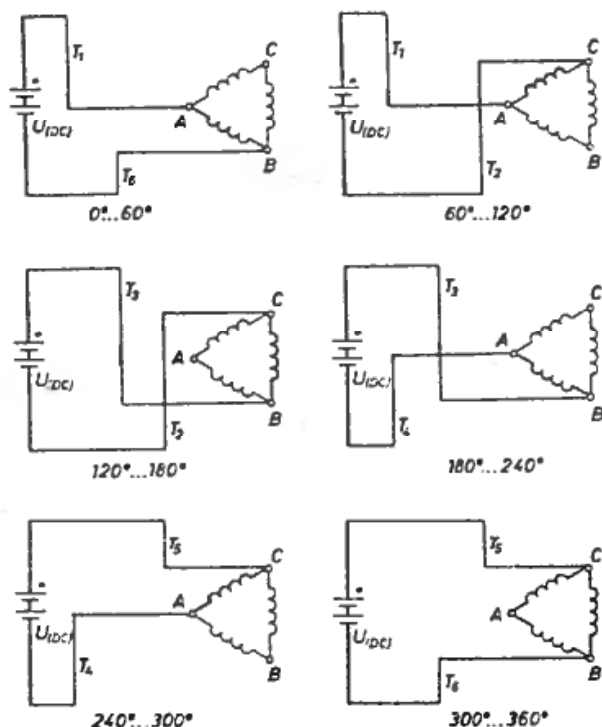 T₁
C
U(DC)
A
B
T₆
0°...60°
T₁
C
U(DC)
A
B
T₂
60°...120°
T₃
C
A
U(DC)
B
T₂
120°...180°
T₃
C
A
U(DC)
B
T₄
180°...240°
T₅
C
A
U(DC)
B
T₄
240°...300°
T₅
C
A
U(DC)
B
T₆
300°...360°